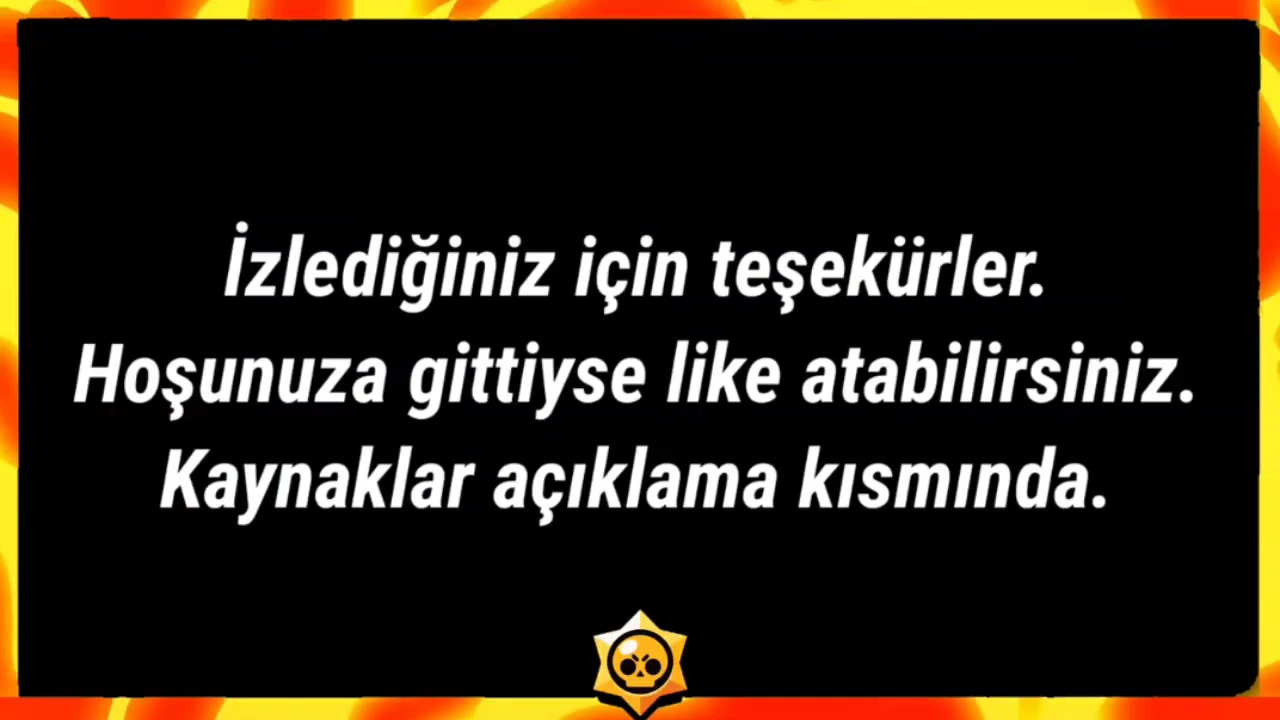 İzlediğiniz için teşekürler.
Hoşunuza gittiyse like atabilirsiniz.
Kaynaklar açıklama kısmında.